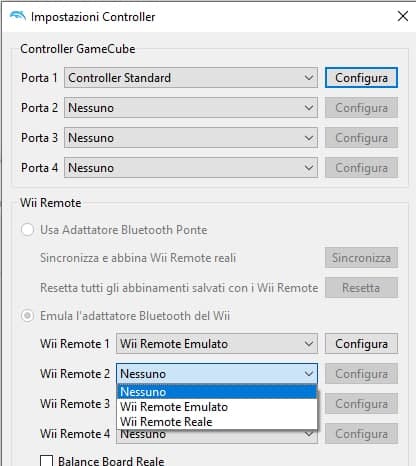 Impostazioni Controller
Controller GameCube
Porta 1 Controller Standard Configura
Porta 2 Nessuno Configura
Porta 3 Nessuno Configura
Porta 4 Nessuno Configura
Wii Remote
Usa Adattatore Bluetooth Ponte
Sincronizza e abbina Wii Remote reali Sincronizza
Resetta tutti gli abbinamenti salvati con i Wii Remote Resetta
Emula l'adattatore Bluetooth del Wii
Wii Remote 1 Wii Remote Emulato Configura
Wii Remote 2 Nessuno Configura
Nessuno
Wii Remote 3 Wii Remote Emulato Configura
Wii Remote Reale
Wii Remote 4 Nessuno Configura
Balance Board Reale